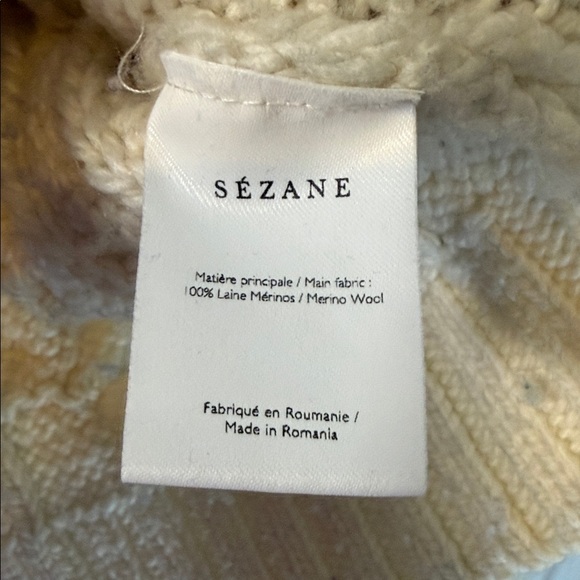 SÉZANE
Matière principale / Main fabric :
100% Laine Mérinos / Merino Wool
Fabriqué en Roumanie /
Made in Romania